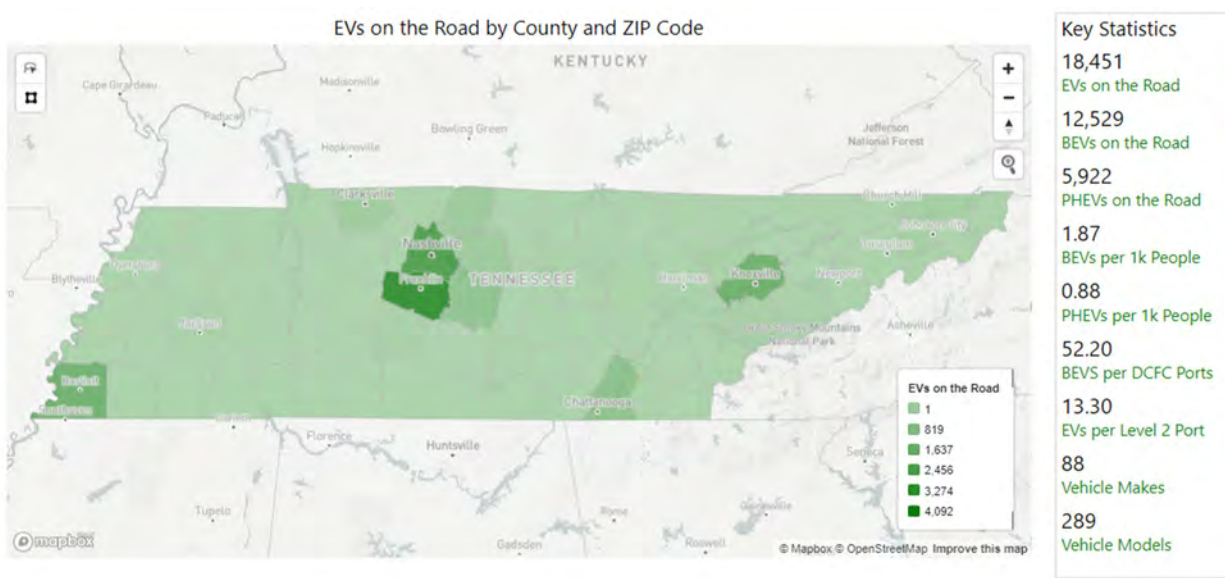 EVs on the Road by County and ZIP Code
KENTUCKY
Cape Girardeau
Madisonville
Paducah
Bowling Green
Jefferson
National Forest
Hopkinsville
Clarksville
Church Hill
Johnson City
Nashville
Dyersburg
Blytheville
Franklin
TENNESSEE
Harriman
Knoxville
Newport
Jackson
Asheville
Great Smoky Mountains
National Park
Bartlett
Southaven
Chattanooga
Florence
Huntsville
Seneca
Tupelo
Rome
Gainesville
Gadsden
Roswell
EVs on the Road
1
819
1,637
2,456
3,274
4,092
mapbox
© Mapbox © OpenStreetMap Improve this map
Key Statistics
18,451
EVs on the Road
12,529
BEVs on the Road
5,922
PHEVs on the Road
1.87
BEVs per 1k People
0.88
PHEVs per 1k People
52.20
BEVS per DCFC Ports
13.30
EVs per Level 2 Port
88
Vehicle Makes
289
Vehicle Models